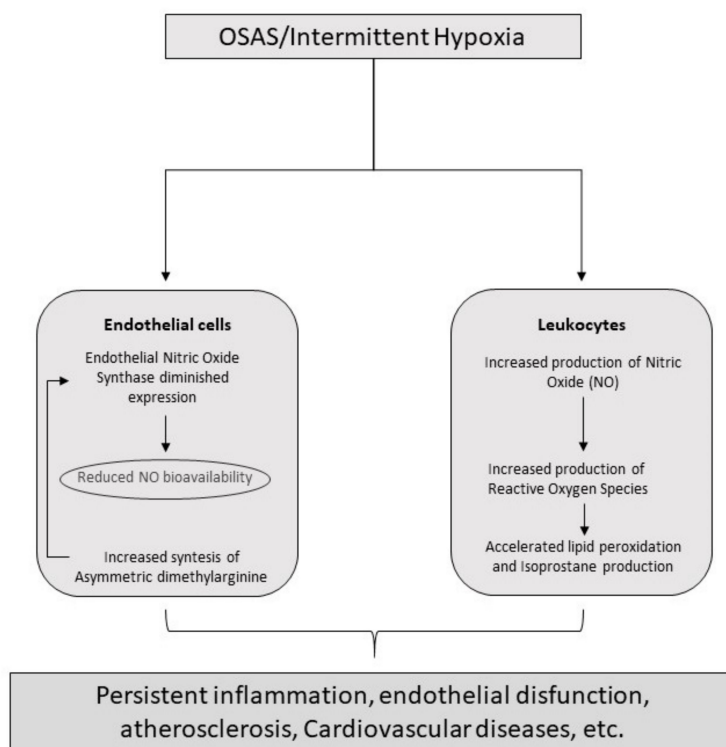 OSAS/Intermittent Hypoxia
Endothelial cells
Endothelial Nitric Oxide
Synthase diminished
expression
Reduced NO bioavailability
Increased syntesis of
Asymmetric dimethylarginine
Leukocytes
Increased production of Nitric
Oxide (NO)
Increased production of
Reactive Oxygen Species
Accelerated lipid peroxidation
and Isoprostane production
Persistent inflammation, endothelial disfunction,
atherosclerosis, Cardiovascular diseases, etc.